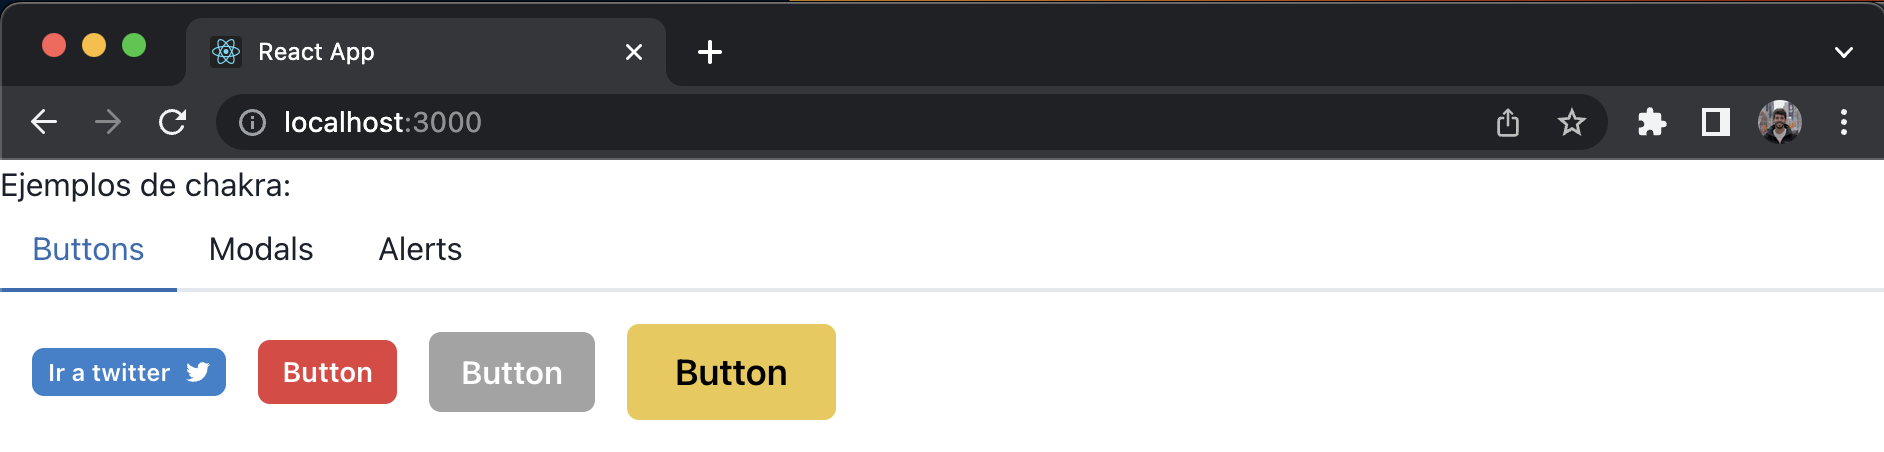 React App
localhost:3000
Ejemplos de chakra:
Buttons Modals Alerts
Ir a twitter Button Button Button